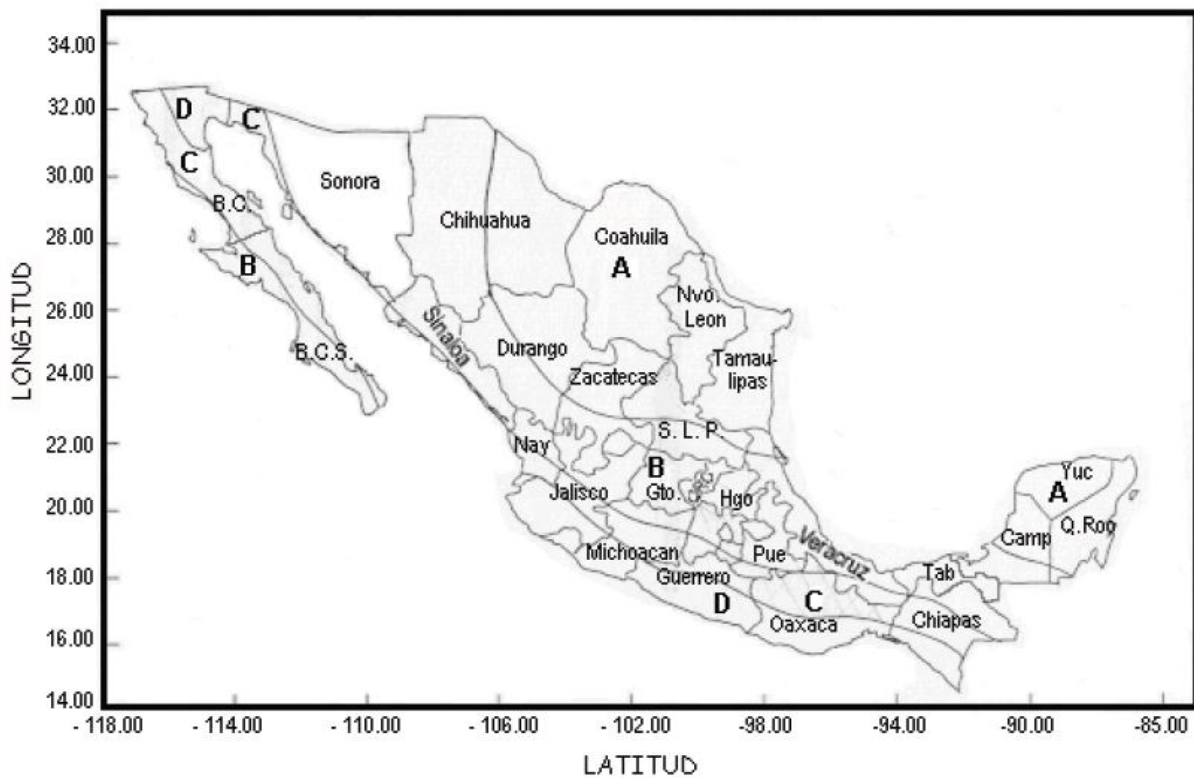 34.00
32.00
30.00
28.00
26.00
24.00
22.00
20.00
18.00
16.00
14.00
LONGITUD
D
C
C
Sonora
B.C.
Chihuahua
Coahuila
A
B
Nvo.
Leon
Sinaloa
Durango
B.C.S.
Tamau-
lipas
Zacatecas
S. L. P.
Nay
B
Yuc
A
Jalisco
Gto.
Hgo
Q.Roo
Camp
Veracruz
Michoacan
Pue
Tab
Guerrero
D
C
Oaxaca
Chiapas
- 118.00 - 114.00 - 110.00 -106.00 -102.00 -98.00 -94.00 -90.00 -85.00
LATITUD